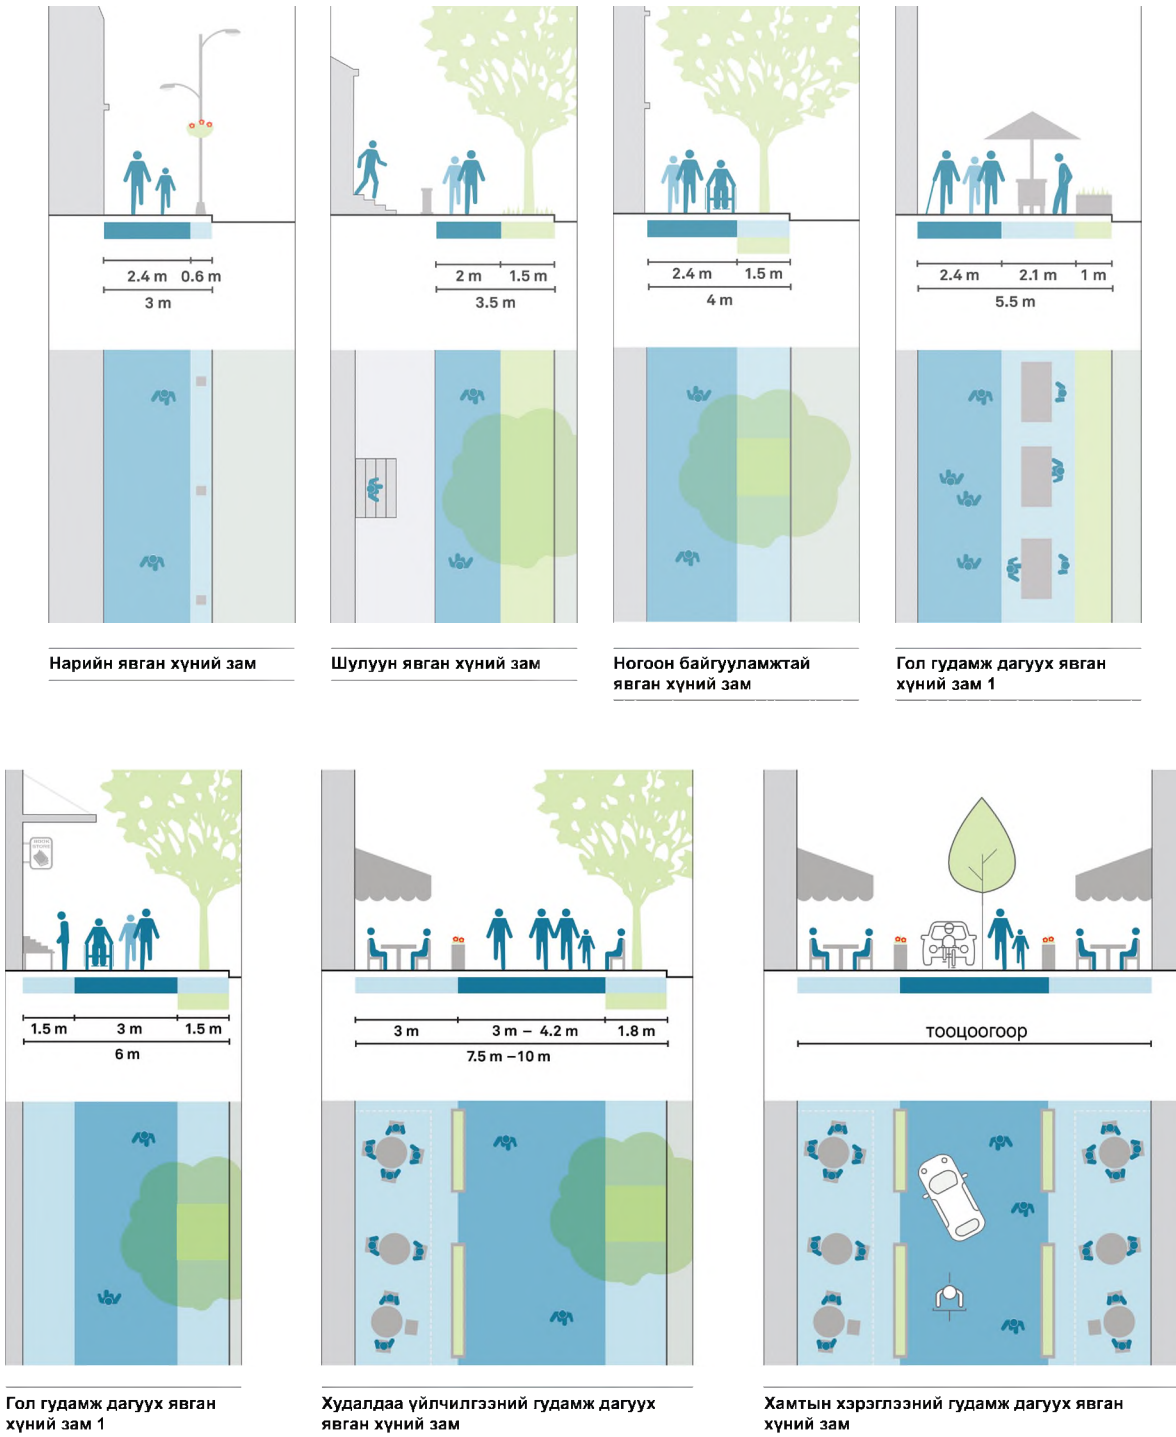 2.4 m 0.6 m
3 m
2 m 1.5 m
3.5 m
2.4 m 1.5 m
4 m
2.4 m 2.1 m 1 m
5.5 m
Нарийн явган хүний зам
Шулуун явган хүний зам
Ногоон байгууламжтай
явган хүний зам
Гол гудамж дагуух явган
хүний зам 1
BOOK
STORE
1.5 m 3 m 1.5 m
6 m
3 m 3 m – 4.2 m 1.8 m
7.5 m –10 m
тооцоогоор
Гол гудамж дагуух явган
хүний зам 1
Худалдаа үйлчилгээний гудамж дагуух
явган хүний зам
Хамтын хэрэглээний гудамж дагуух явган
хүний зам